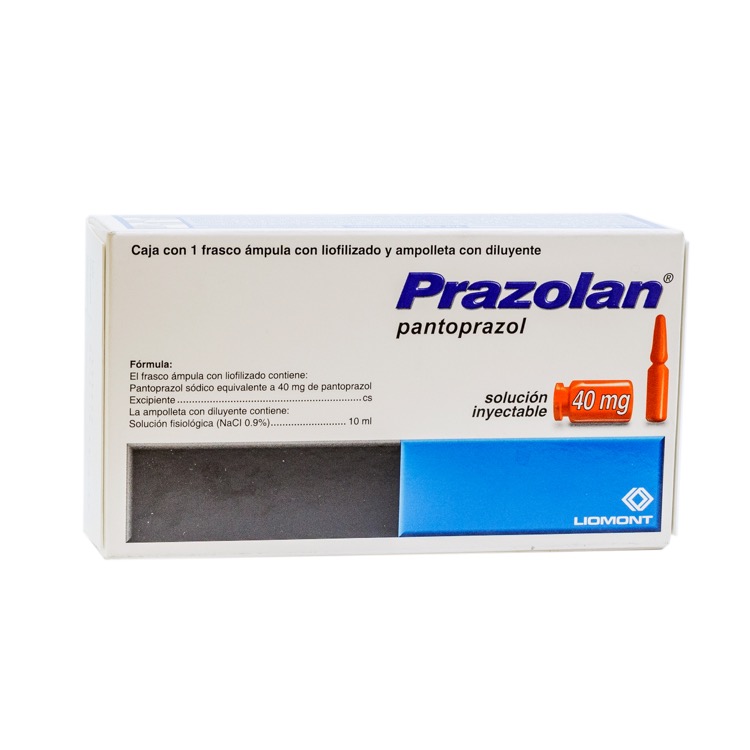 Caja con 1 frasco ámpula con liofilizado y ampolleta con diluyente
Prazolan®
pantoprazol
Fórmula:
El frasco ámpula con liofilizado contiene:
Pantoprazol sódico equivalente a 40 mg de pantoprazol
Excipiente..........................................................cs
La ampolleta con diluyente contiene:
Solución fisiológica (NaCl 0.9%).......................... 10 ml
solución
inyectable
40 mg
LIOMONT